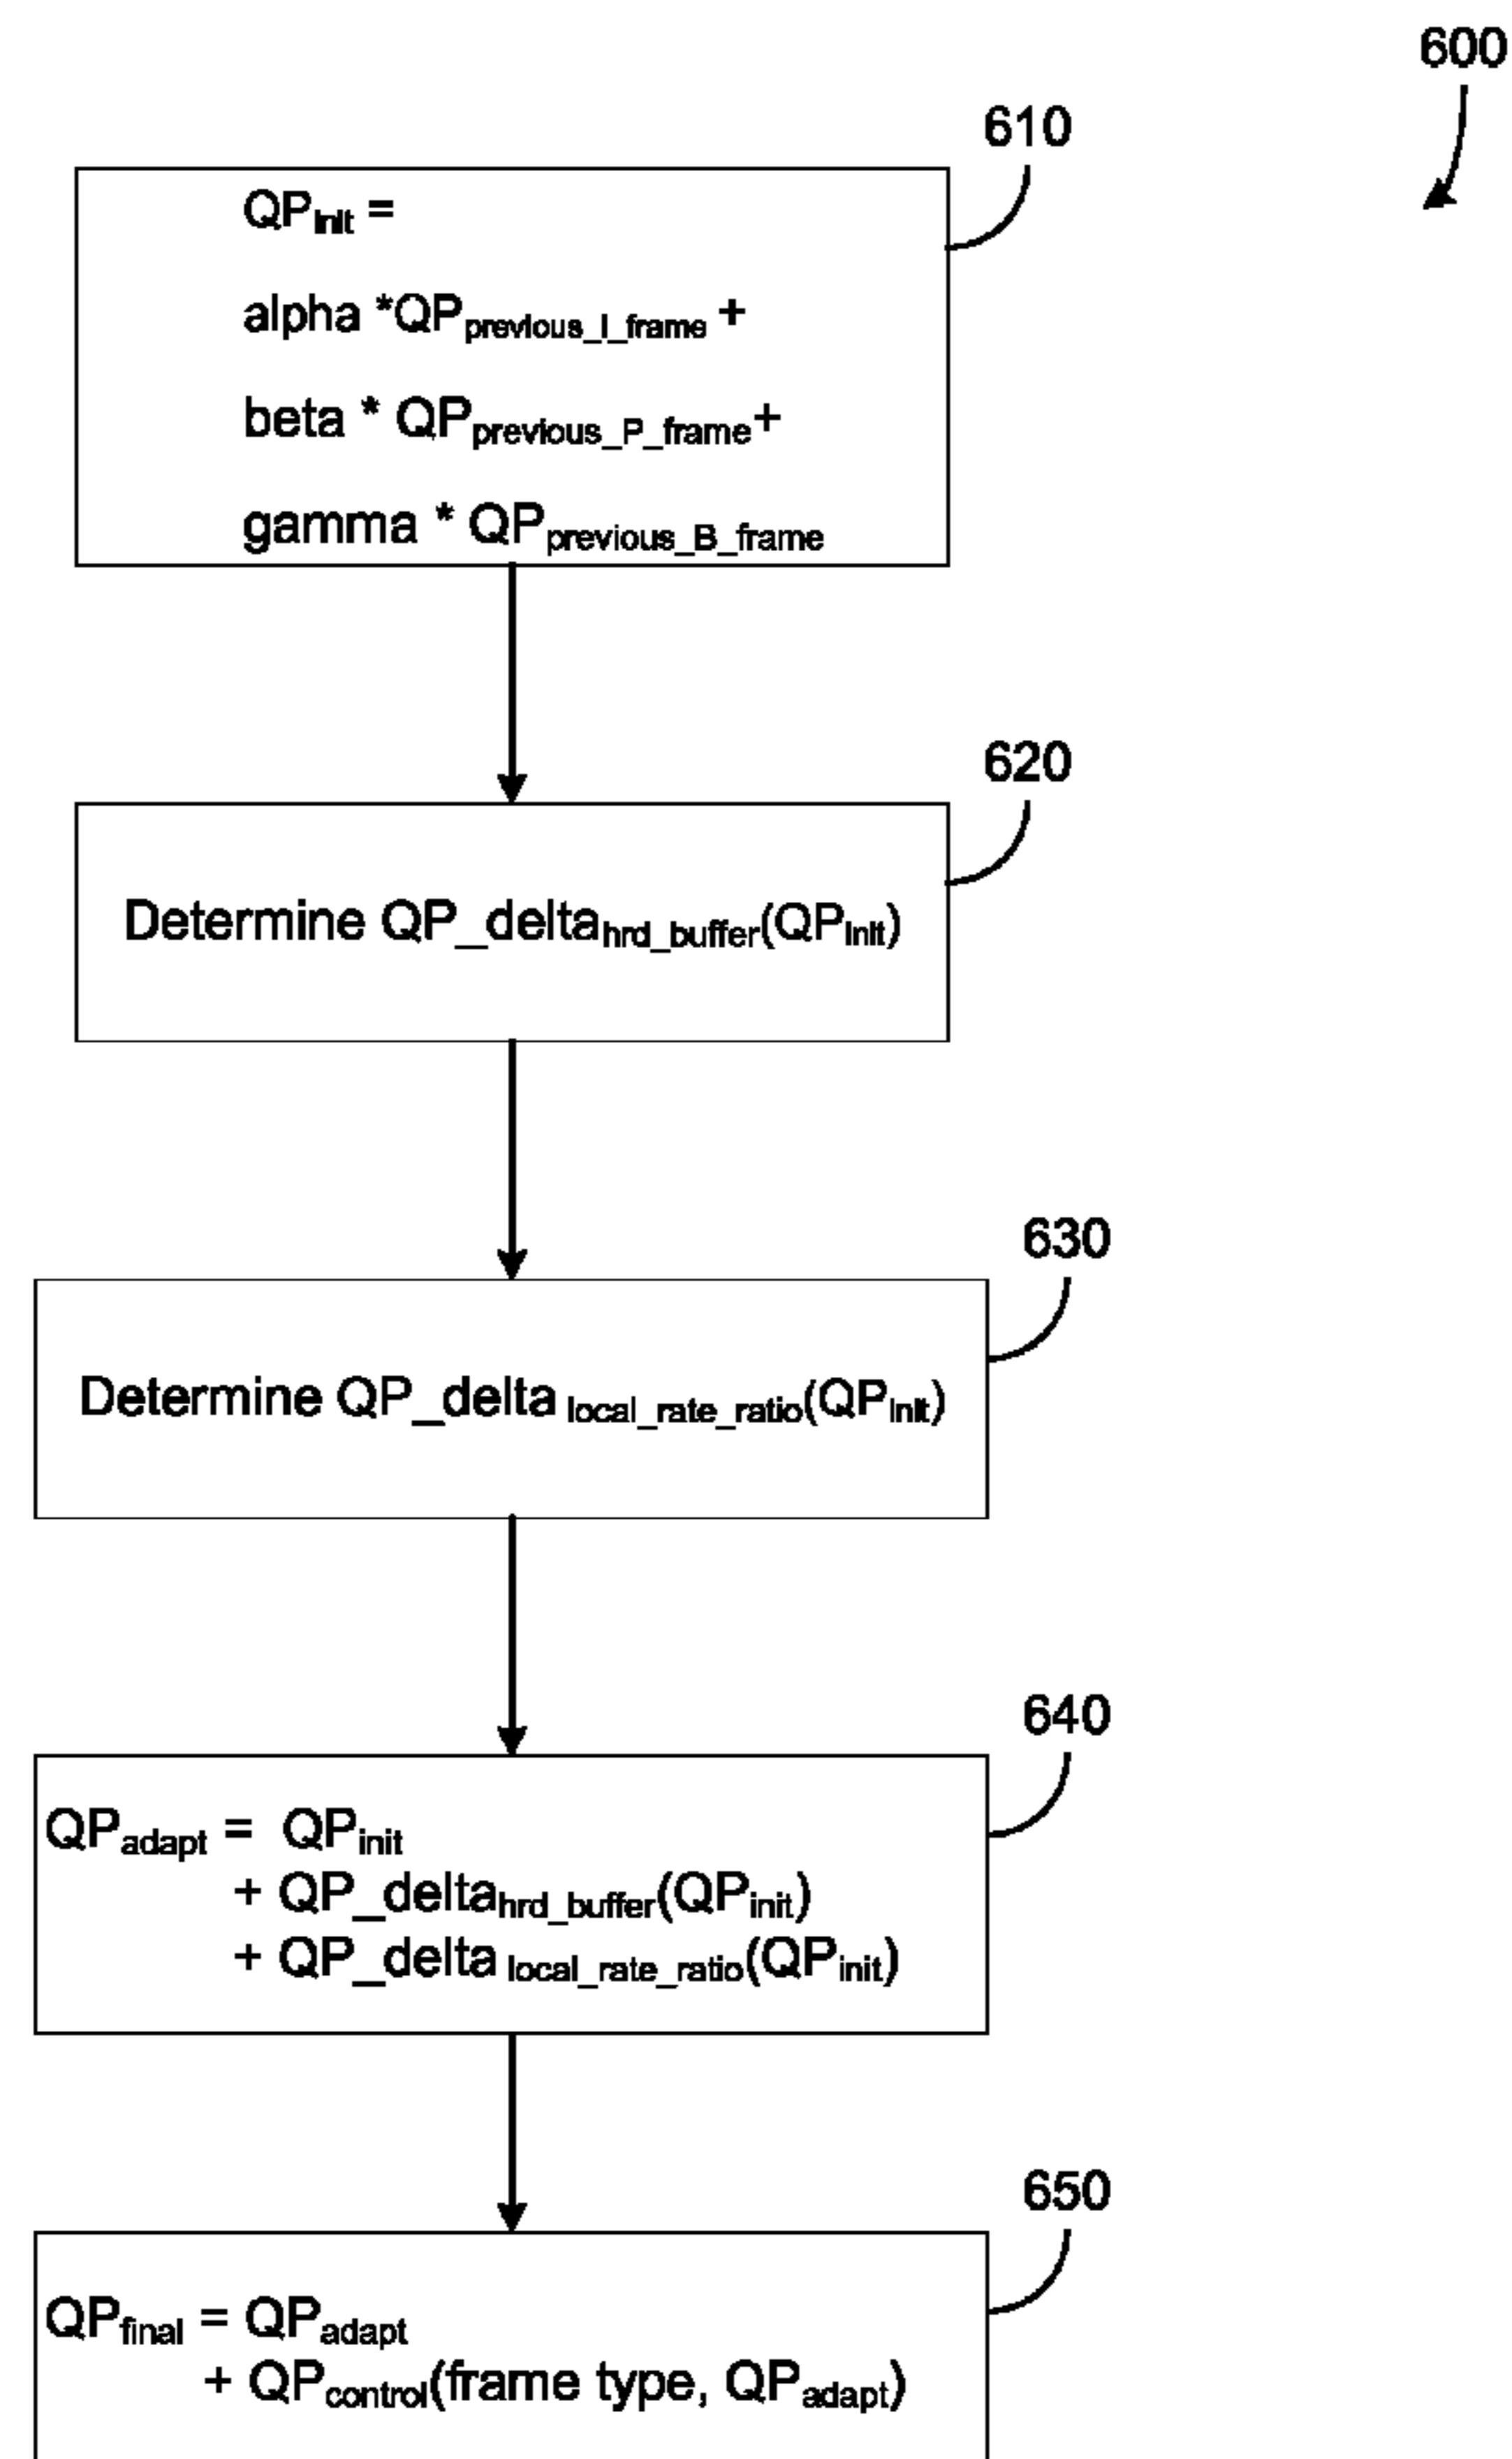 600
610
QPinit =
alpha *QPprevious_I_frame +
beta * QPprevious_P_frame+
gamma * QPprevious_B_frame
620
Determine QP_deltahrd_buffer(QPinit)
630
Determine QP_delta local_rate_ratio(QPinit)
640
QPadapt = QPinit
+ QP_deltahrd_buffer(QPinit)
+ QP_delta local_rate_ratio(QPinit)
650
QPfinal = QPadapt
+ QPcontrol(frame type, QPadapt)